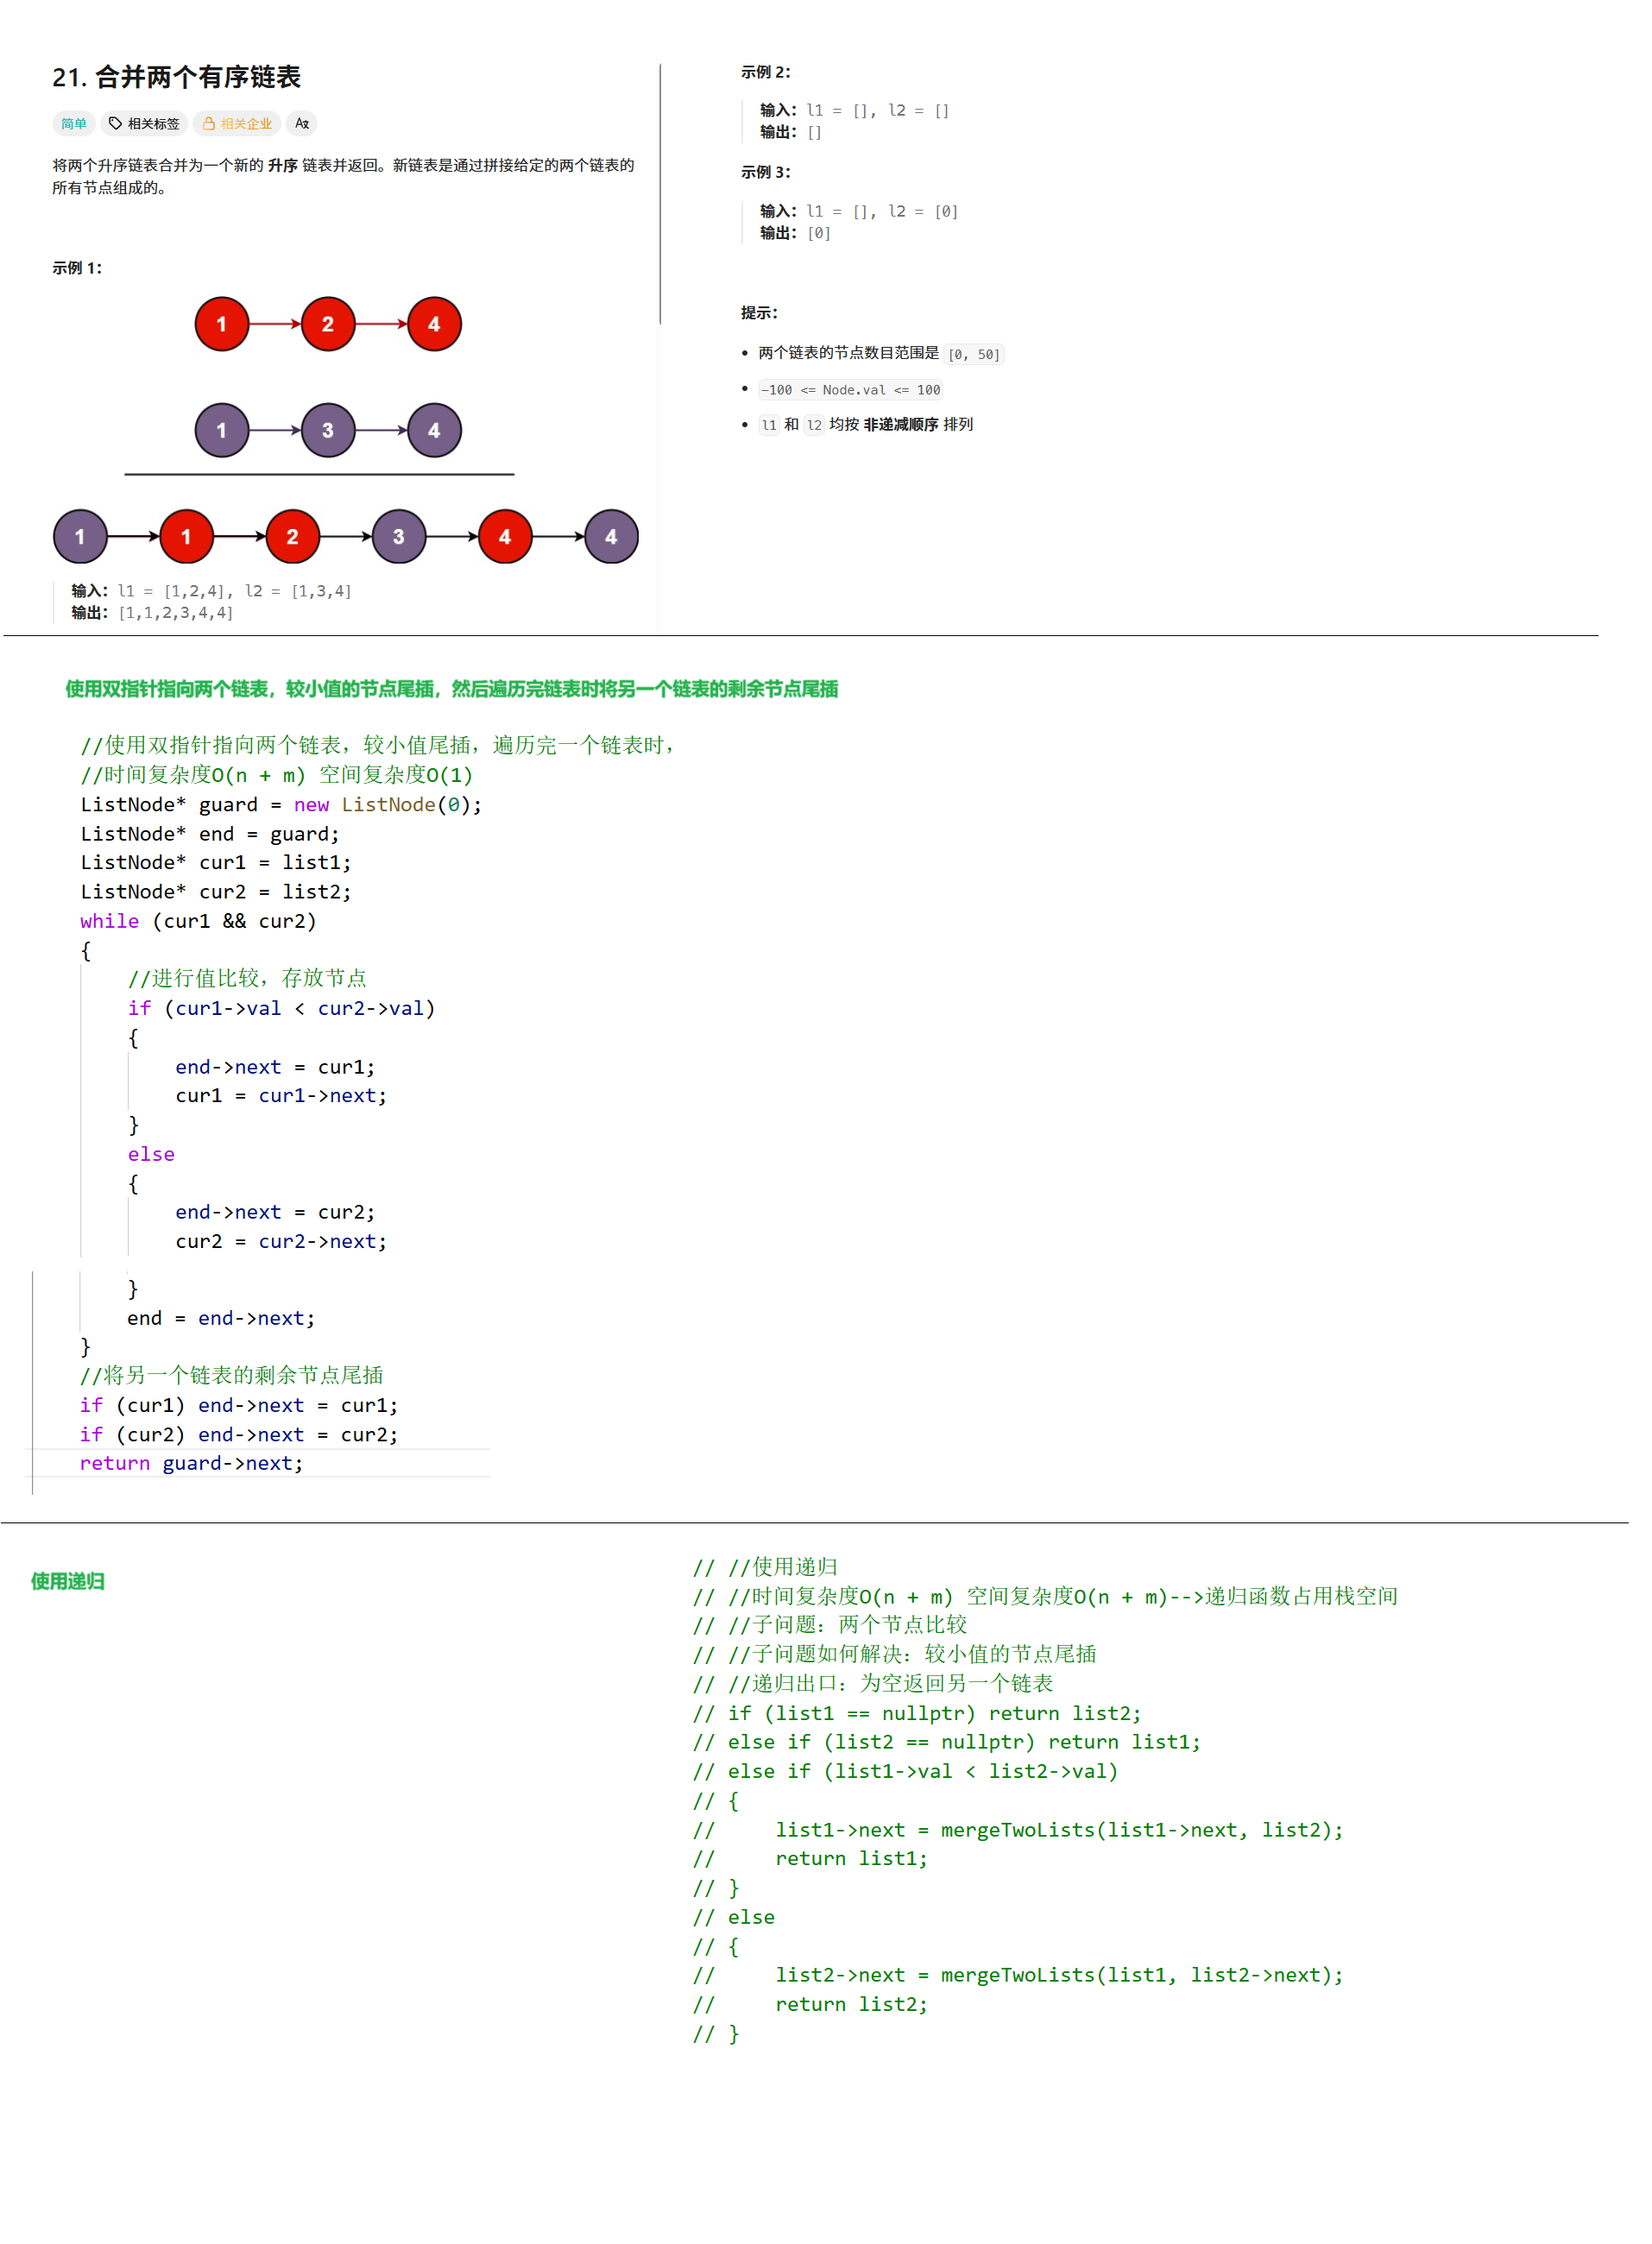 21. 合并两个有序链表
简单 相关标签 相关企业 Aあ
将两个升序链表合并为一个新的 升序 链表并返回。新链表是通过拼接给定的两个链表的
所有节点组成的。
示例 1：
1 2 4
1 3 4
1 1 2 3 4 4
输入：l1 = [1,2,4], l2 = [1,3,4]
输出：[1,1,2,3,4,4]
示例 2：
输入：l1 = [], l2 = []
输出：[]
示例 3：
输入：l1 = [], l2 = [0]
输出：[0]
提示：
• 两个链表的节点数目范围是 [0, 50]
• -100 <= Node.val <= 100
• l1 和 l2 均按 非递减顺序 排列
使用双指针指向两个链表，较小值的节点尾插，然后遍历完链表时将另一个链表的剩余节点尾插
//使用双指针指向两个链表，较小值尾插，遍历完一个链表时，
//时间复杂度O(n + m) 空间复杂度O(1)
ListNode* guard = new ListNode(0);
ListNode* end = guard;
ListNode* cur1 = list1;
ListNode* cur2 = list2;
while (cur1 && cur2)
{
//进行值比较，存放节点
if (cur1->val < cur2->val)
{
end->next = cur1;
cur1 = cur1->next;
}
else
{
end->next = cur2;
cur2 = cur2->next;
}
end = end->next;
}
//将另一个链表的剩余节点尾插
if (cur1) end->next = cur1;
if (cur2) end->next = cur2;
return guard->next;
使用递归
// //使用递归
// //时间复杂度O(n + m) 空间复杂度O(n + m)-->递归函数占用栈空间
// //子问题：两个节点比较
// //子问题如何解决：较小值的节点尾插
// //递归出口：为空返回另一个链表
// if (list1 == nullptr) return list2;
// else if (list2 == nullptr) return list1;
// else if (list1->val < list2->val)
// {
//     list1->next = mergeTwoLists(list1->next, list2);
//     return list1;
// }
// else
// {
//     list2->next = mergeTwoLists(list1, list2->next);
//     return list2;
// }